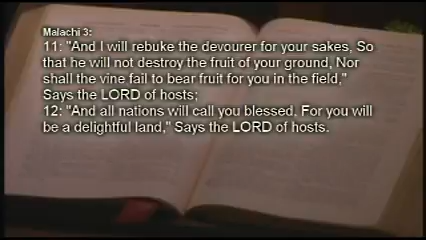 Malachi 3:
11: "And I will rebuke the devourer for your sakes, So
that he will not destroy the fruit of your ground, Nor
shall the vine fail to bear fruit for you in the field,"
Says the LORD of hosts;
12: "And all nations will call you blessed, For you will
be a delightful land," Says the LORD of hosts.